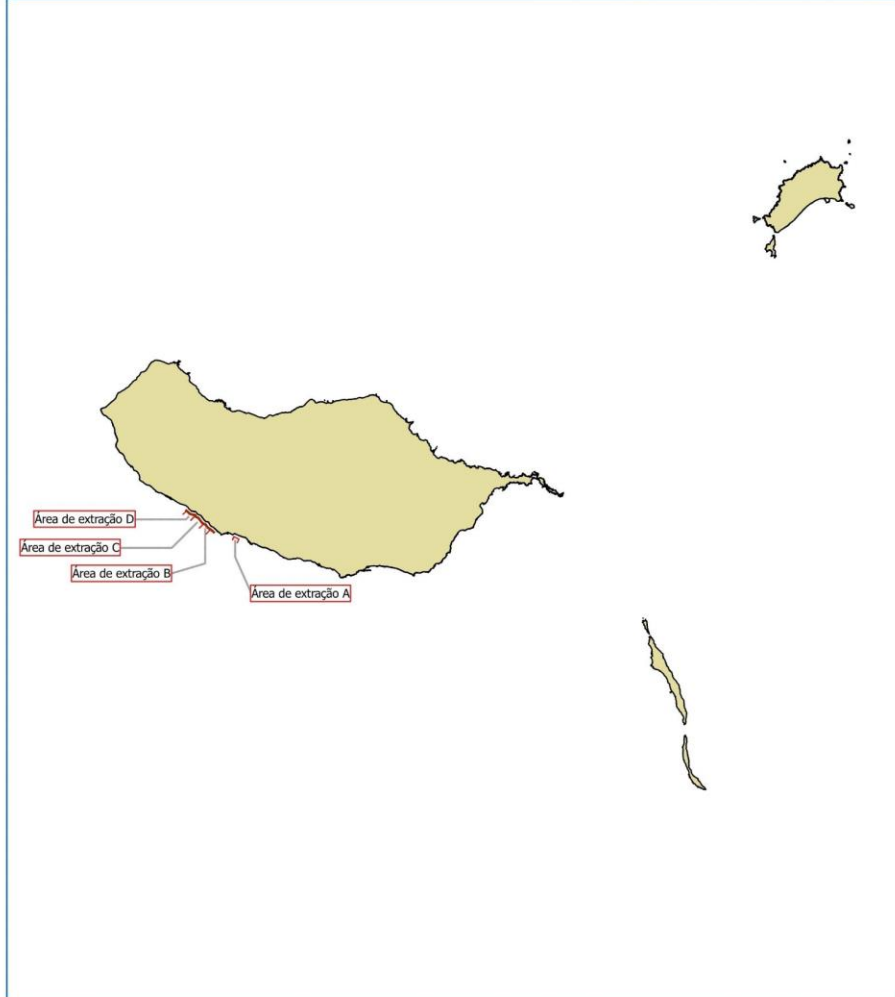 Área de extração D
Área de extração C
Área de extração B
Área de extração A